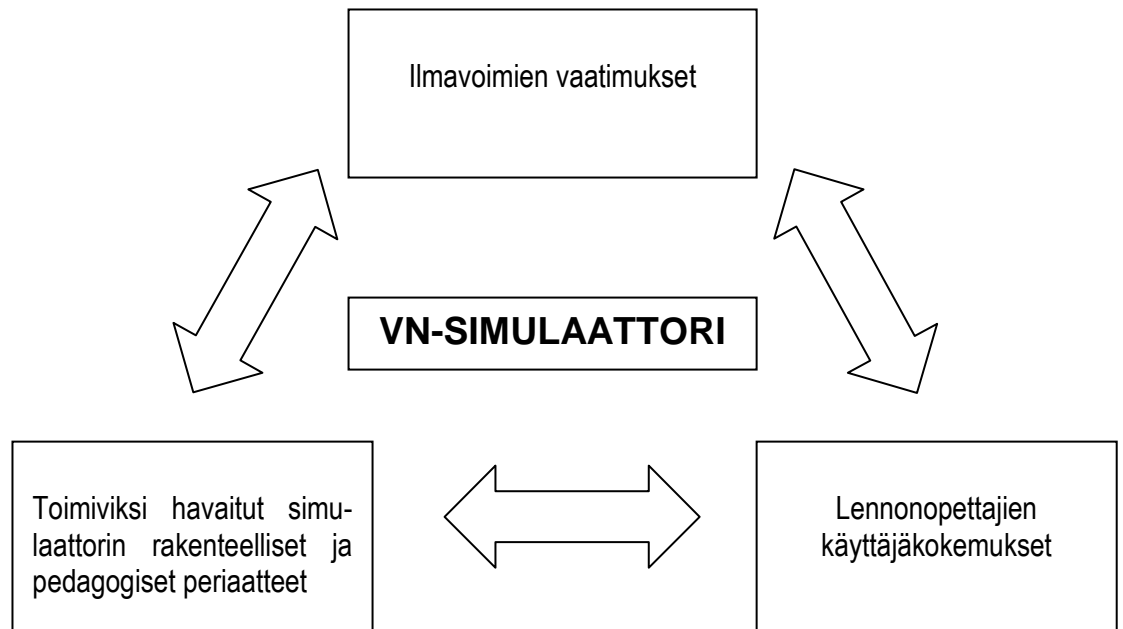 Ilmavoimien vaatimukset
VN-SIMULAATTORI
Toimiviksi havaitut simu-
laattorin rakenteelliset ja
pedagogiset periaatteet
Lennonopettajien
käyttäjäkokemukset